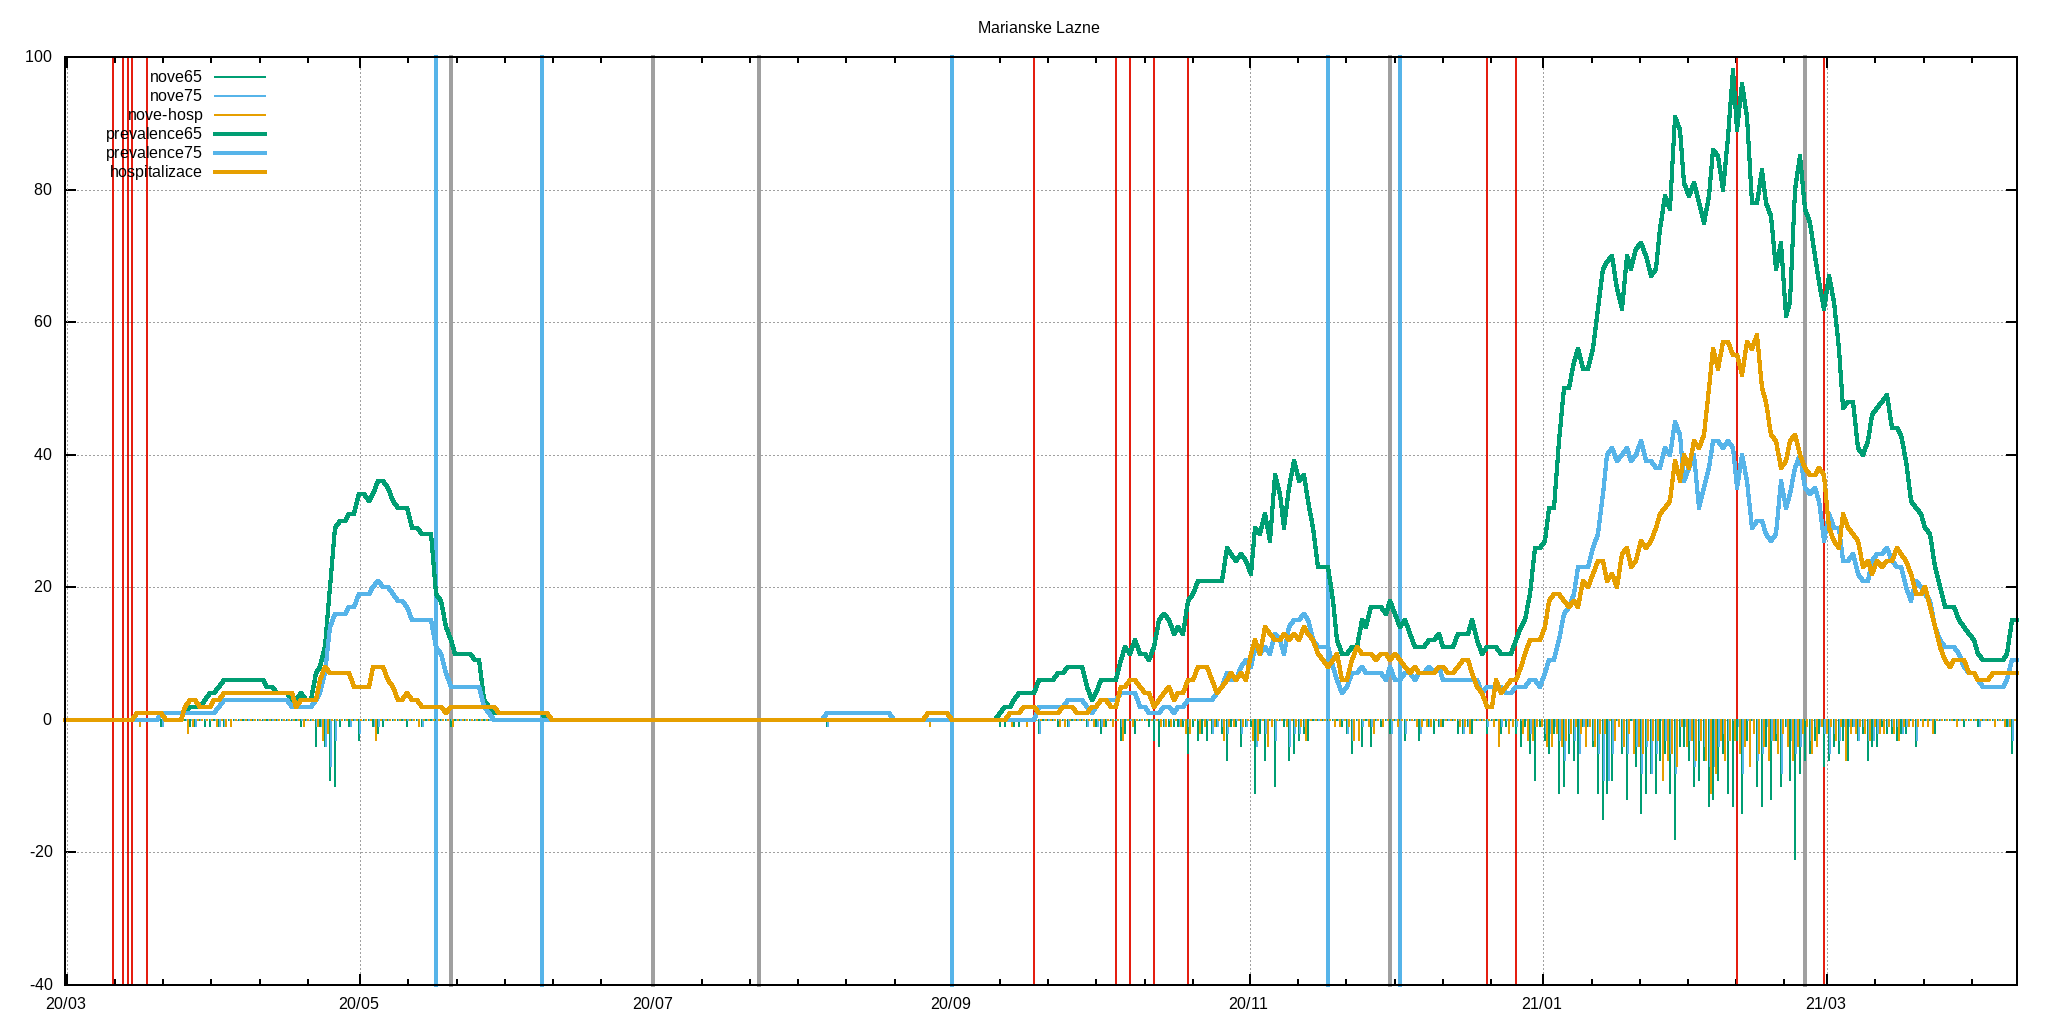 Marianske Lazne
100
80
60
40
20
0
-20
-40
nove65
nove75
nove-hosp
prevalence65
prevalence75
hospitalizace
20/03 20/05 20/07 20/09 20/11 21/01 21/03